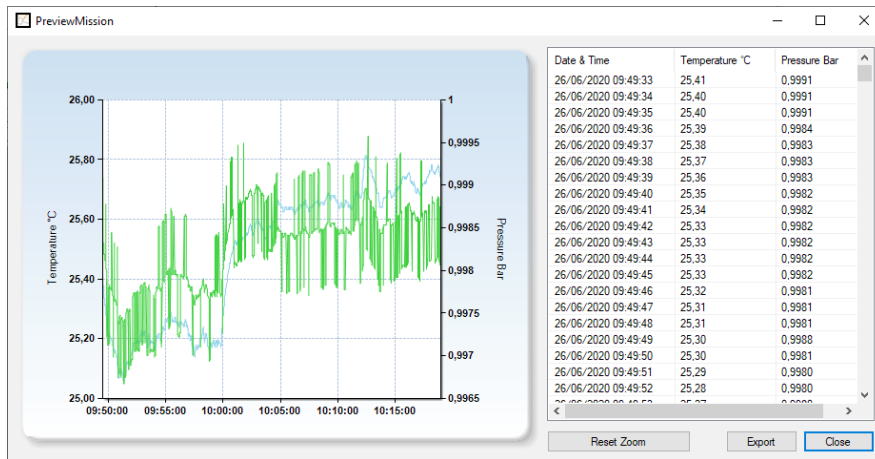 PreviewMission
26,00
25,80
25,60
25,40
25,20
25,00
Temperature °C
1
0,9995
0,999
0,9985
0,998
0,9975
0,997
0,9965
Pressure Bar
09:50:00 09:55:00 10:00:00 10:05:00 10:10:00 10:15:00
Date & Time Temperature °C Pressure Bar
26/06/2020 09:49:33 25,41 0,9991
26/06/2020 09:49:34 25,40 0,9991
26/06/2020 09:49:35 25,40 0,9991
26/06/2020 09:49:36 25,39 0,9984
26/06/2020 09:49:37 25,38 0,9983
26/06/2020 09:49:38 25,37 0,9983
26/06/2020 09:49:39 25,36 0,9983
26/06/2020 09:49:40 25,35 0,9982
26/06/2020 09:49:41 25,34 0,9982
26/06/2020 09:49:42 25,33 0,9982
26/06/2020 09:49:43 25,33 0,9982
26/06/2020 09:49:44 25,33 0,9982
26/06/2020 09:49:45 25,33 0,9982
26/06/2020 09:49:46 25,32 0,9981
26/06/2020 09:49:47 25,31 0,9981
26/06/2020 09:49:48 25,31 0,9981
26/06/2020 09:49:49 25,30 0,9988
26/06/2020 09:49:50 25,30 0,9981
26/06/2020 09:49:51 25,29 0,9980
26/06/2020 09:49:52 25,28 0,9980
Reset Zoom Export Close